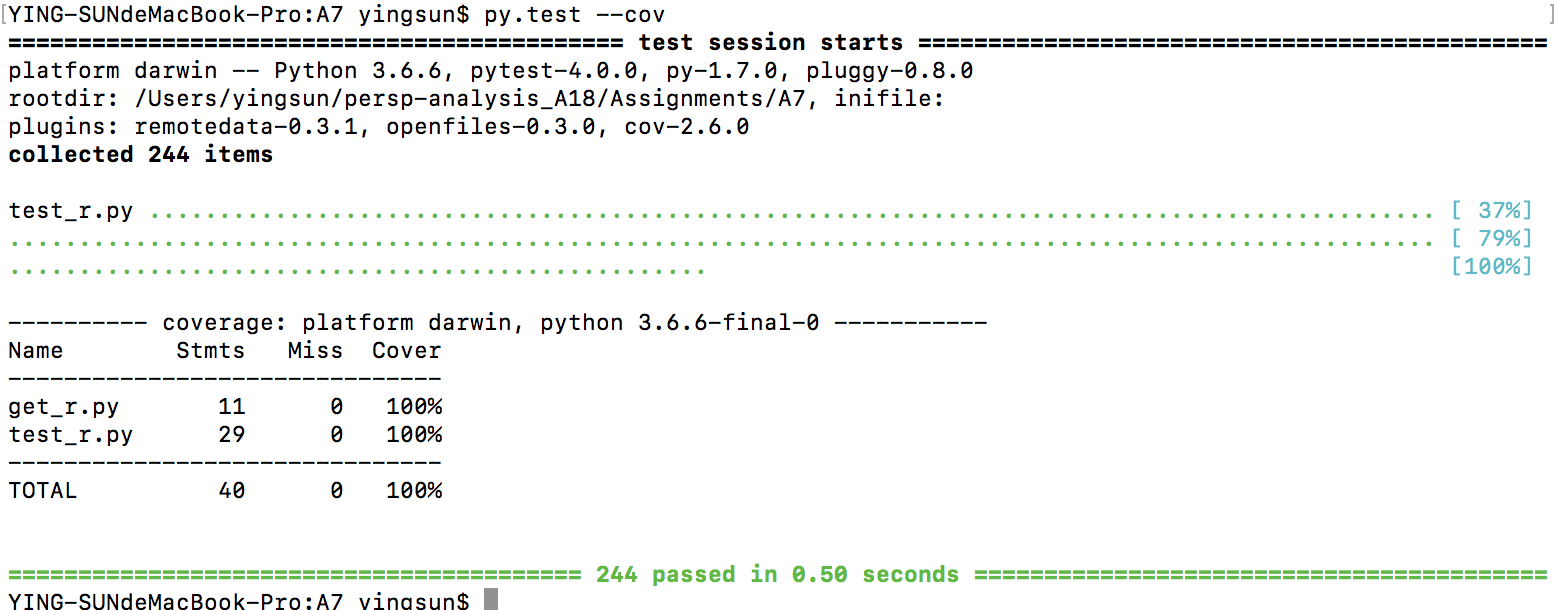 [YING-SUNdeMacBook-Pro:A7 yingsun$ py.test --cov ]
============================================ test session starts =============================================
platform darwin -- Python 3.6.6, pytest-4.0.0, py-1.7.0, pluggy-0.8.0
rootdir: /Users/yingsun/persp-analysis_A18/Assignments/A7, inifile:
plugins: remotedata-0.3.1, openfiles-0.3.0, cov-2.6.0
collected 244 items
test_r.py ............................................................................................ [ 37%]
...................................................................................................... [ 79%]
.................................................. [100%]
---------- coverage: platform darwin, python 3.6.6-final-0 -----------
Name Stmts Miss Cover
-------------------------------
get_r.py 11 0 100%
test_r.py 29 0 100%
-------------------------------
TOTAL 40 0 100%
========================================= 244 passed in 0.50 seconds =========================================
YING-SUNdeMacBook-Pro:A7 yingsun$